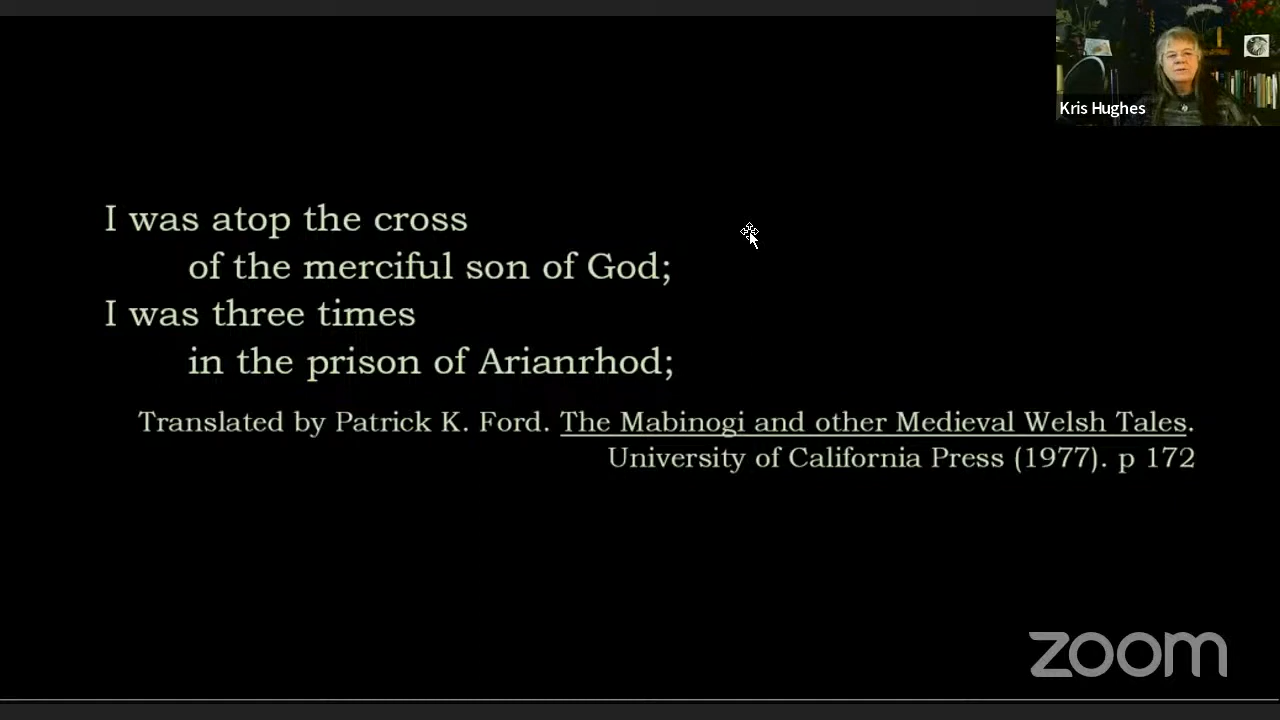 Kris Hughes
I was atop the cross
of the merciful son of God;
I was three times
in the prison of Arianrhod;
Translated by Patrick K. Ford. The Mabinogi and other Medieval Welsh Tales.
University of California Press (1977). p 172
zoom